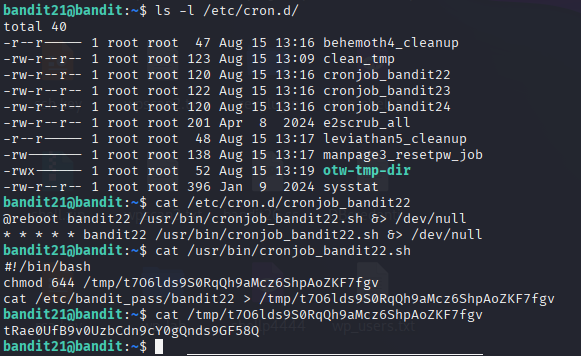 bandit21@bandit:~$ ls -l /etc/cron.d/
total 40
-r--r----- 1 root root  47 Aug 15 13:16 behemoth4_cleanup
-rw-r--r-- 1 root root 123 Aug 15 13:09 clean_tmp
-rw-r--r-- 1 root root 120 Aug 15 13:16 cronjob_bandit22
-rw-r--r-- 1 root root 122 Aug 15 13:16 cronjob_bandit23
-rw-r--r-- 1 root root 120 Aug 15 13:16 cronjob_bandit24
-rw-r--r-- 1 root root 201 Apr  8  2024 e2scrub_all
-r--r----- 1 root root  48 Aug 15 13:17 leviathan5_cleanup
-rw------- 1 root root 138 Aug 15 13:17 manpage3_resetpw_job
-rwx------ 1 root root  52 Aug 15 13:19 otw-tmp-dir
-rw-r--r-- 1 root root 396 Jan  9  2024 sysstat
bandit21@bandit:~$ cat /etc/cron.d/cronjob_bandit22
@reboot bandit22 /usr/bin/cronjob_bandit22.sh &> /dev/null
* * * * * bandit22 /usr/bin/cronjob_bandit22.sh &> /dev/null
bandit21@bandit:~$ cat /usr/bin/cronjob_bandit22.sh
#!/bin/bash
chmod 644 /tmp/t7O6lds9S0RqQh9aMcz6ShpAoZKF7fgv
cat /etc/bandit_pass/bandit22 > /tmp/t7O6lds9S0RqQh9aMcz6ShpAoZKF7fgv
bandit21@bandit:~$ cat /tmp/t7O6lds9S0RqQh9aMcz6ShpAoZKF7fgv
tRae0UfB9v0UzbCdn9cY0gQnds9GF58Q
bandit21@bandit:~$